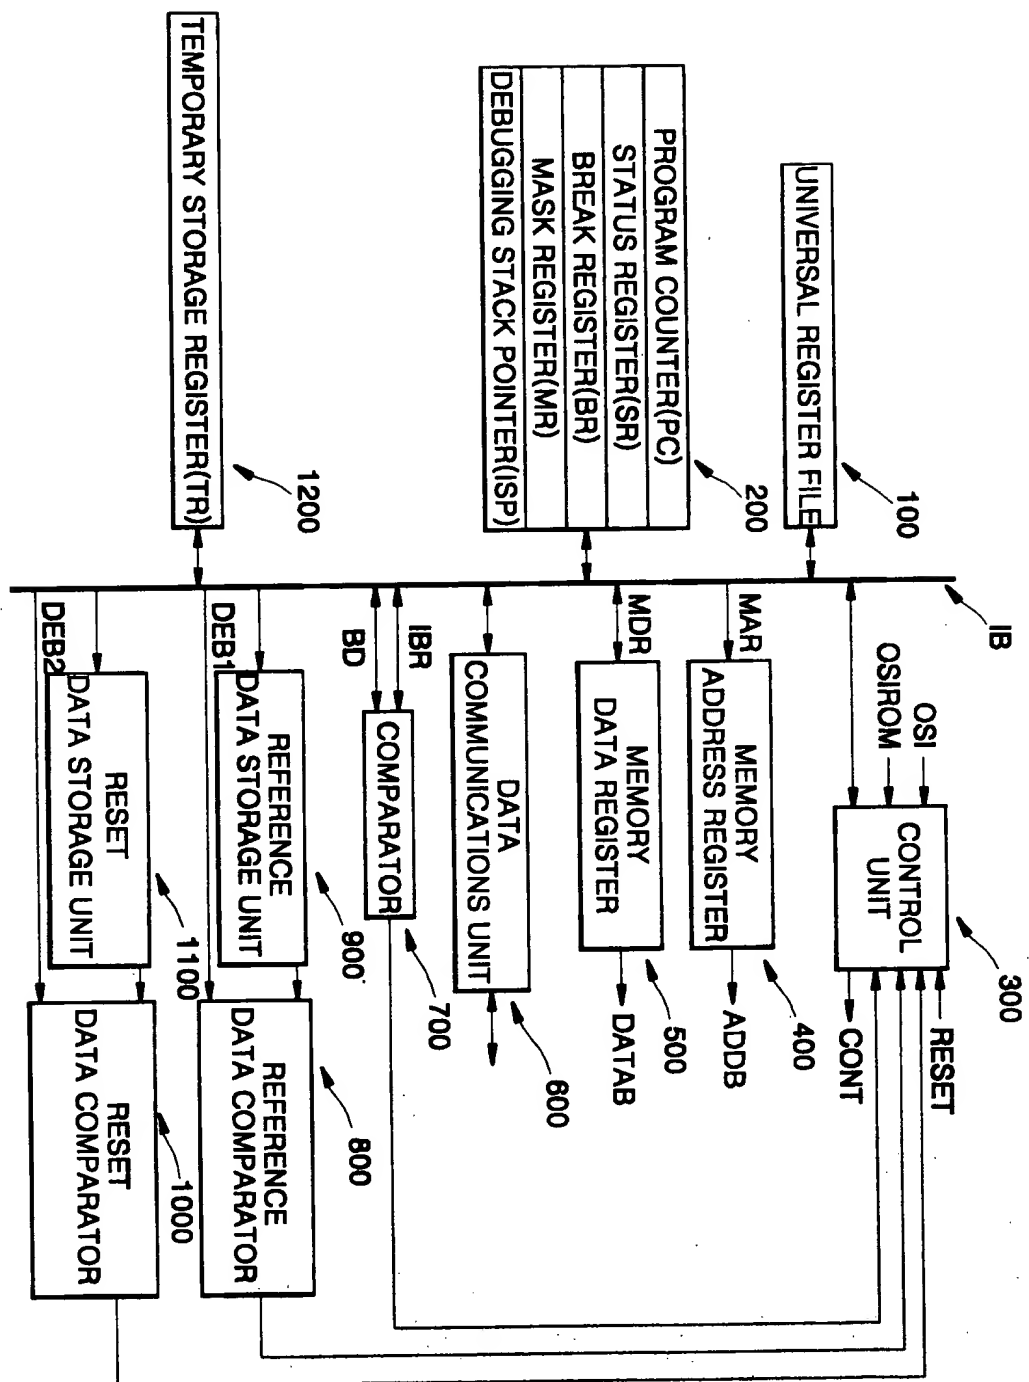 IB
OSI
OSIROM
CONTROL
UNIT
300
RESET
CONT
UNIVERSAL REGISTER FILE
100
MAR
MEMORY
ADDRESS REGISTER
400
ADDB
PROGRAM COUNTER(PC)
STATUS REGISTER(SR)
BREAK REGISTER(BR)
MASK REGISTER(MR)
DEBUGGING STACK POINTER(ISP)
200
MDR
MEMORY
DATA REGISTER
500
DATAB
DATA
COMMUNICATIONS UNIT
600
IBR
BD
COMPARATOR
700
REFERENCE
DATA STORAGE UNIT
900
DEB1
REFERENCE
DATA COMPARATOR
800
TEMPORARY STORAGE REGISTER(TR)
1200
RESET
DATA STORAGE UNIT
1100
DEB2
RESET
DATA COMPARATOR
1000